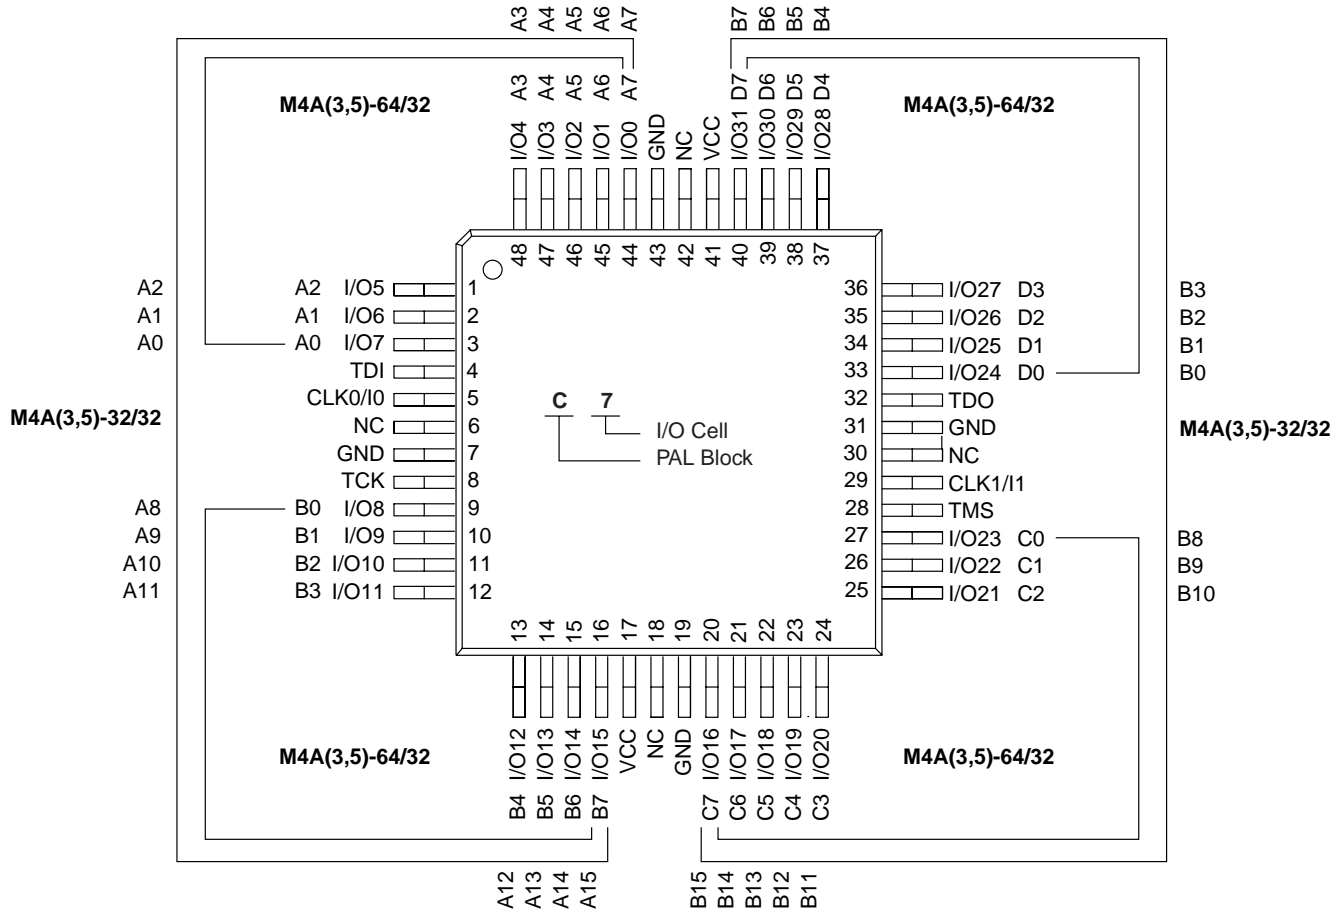 A3 A4 A5 A6 A7
B7 B6 B5 B4
M4A(3,5)-64/32
A3 A4 A5 A6 A7
D7 D6 D5 D4
M4A(3,5)-64/32
I/O4 I/O3 I/O2 I/O1 I/O0 GND NC VCC I/O31 I/O30 I/O29 I/O28
48 47 46 45 44 43 42 41 40 39 38 37
A2 A2 I/O5 1
A1 A1 I/O6 2
A0 A0 I/O7 3
TDI 4
CLK0/I0 5
M4A(3,5)-32/32
NC 6
GND 7
TCK 8
A8 B0 I/O8 9
A9 B1 I/O9 10
A10 B2 I/O10 11
A11 B3 I/O11 12
C 7
I/O Cell
PAL Block
36 I/O27 D3 B3
35 I/O26 D2 B2
34 I/O25 D1 B1
33 I/O24 D0 B0
32 TDO
31 GND
M4A(3,5)-32/32
30 NC
29 CLK1/I1
28 TMS
27 I/O23 C0 B8
26 I/O22 C1 B9
25 I/O21 C2 B10
13 14 15 16 17 18 19 20 21 22 23 24
I/O12 I/O13 I/O14 I/O15 VCC NC GND I/O16 I/O17 I/O18 I/O19 I/O20
M4A(3,5)-64/32
M4A(3,5)-64/32
B4 B5 B6 B7
C7 C6 C5 C4 C3
A12 A13 A14 A15
B15 B14 B13 B12 B11